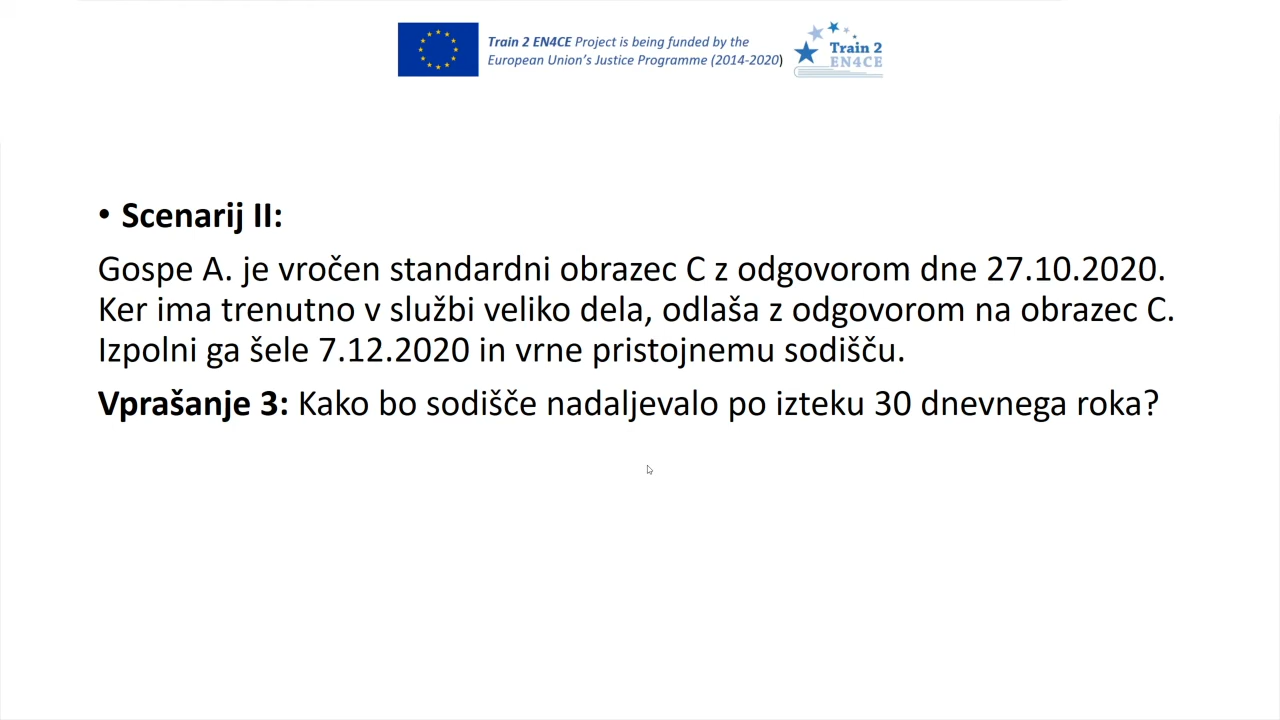 Train 2 EN4CE Project is being funded by the
European Union's Justice Programme (2014-2020)
Train 2
EN4CE
• Scenarij II:
Gospe A. je vročen standardni obrazec C z odgovorom dne 27.10.2020.
Ker ima trenutno v službi veliko dela, odlaša z odgovorom na obrazec C.
Izpolni ga šele 7.12.2020 in vrne pristojnemu sodišču.
Vprašanje 3: Kako bo sodišče nadaljevalo po izteku 30 dnevnega roka?